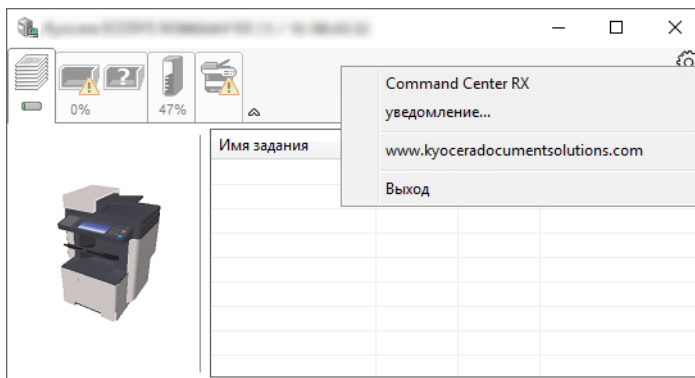 0%
47%
Имя задания
Command Center RX
уведомление...
www.kyoceradocumentsolutions.com
Выход